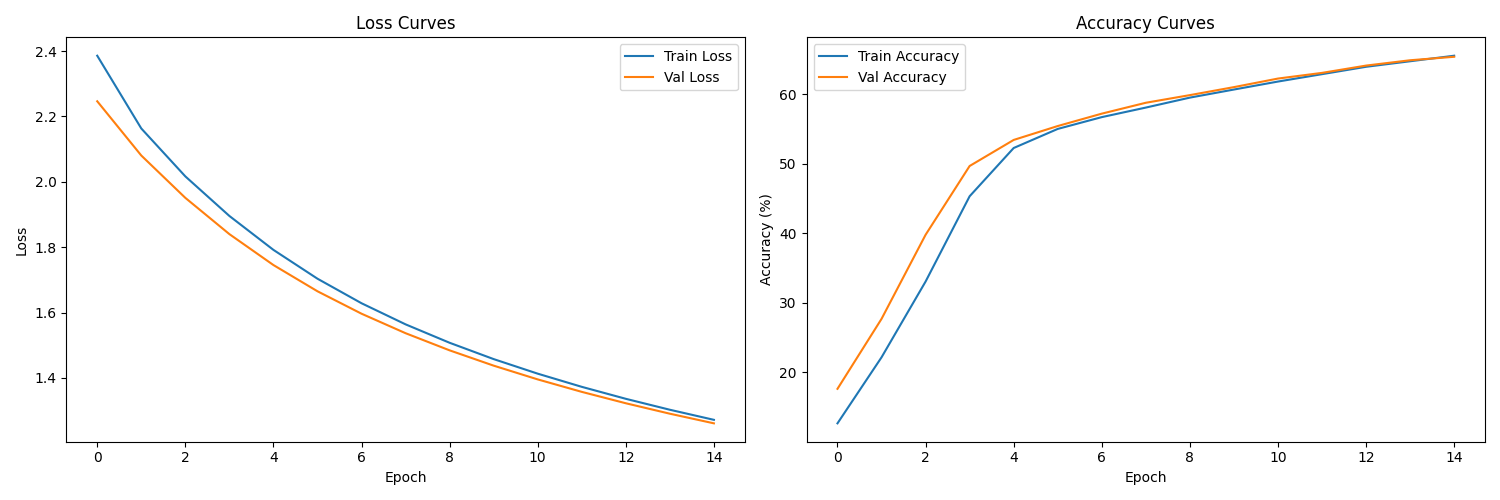 Loss Curves
2.4
2.2
2.0
1.8
1.6
1.4
Loss
0 2 4 6 8 10 12 14
Epoch
Train Loss
Val Loss
Accuracy Curves
60
50
40
30
20
Accuracy (%)
0 2 4 6 8 10 12 14
Epoch
Train Accuracy
Val Accuracy